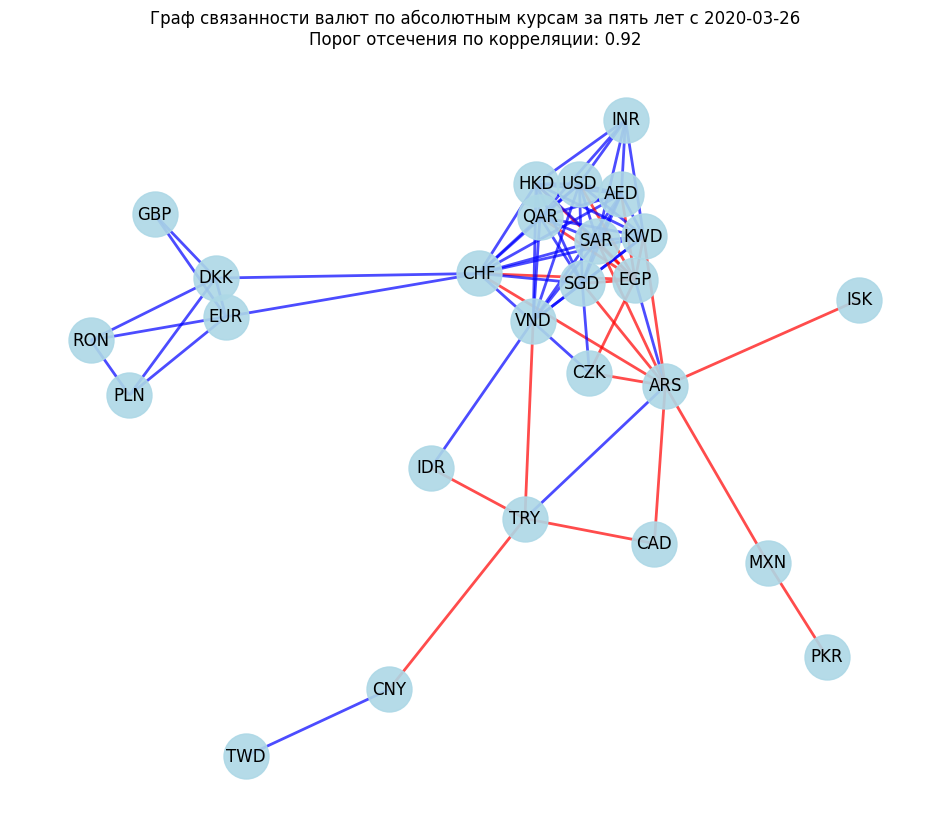 Граф связанности валют по абсолютным курсам за пять лет с 2020-03-26
Порог отсечения по корреляции: 0.92
INR
HKD
USD
AED
GBP
QAR
SAR
KWD
CHF
DKK
SGD
EGP
ISK
EUR
VND
RON
CZK
ARS
PLN
IDR
TRY
CAD
MXN
PKR
CNY
TWD